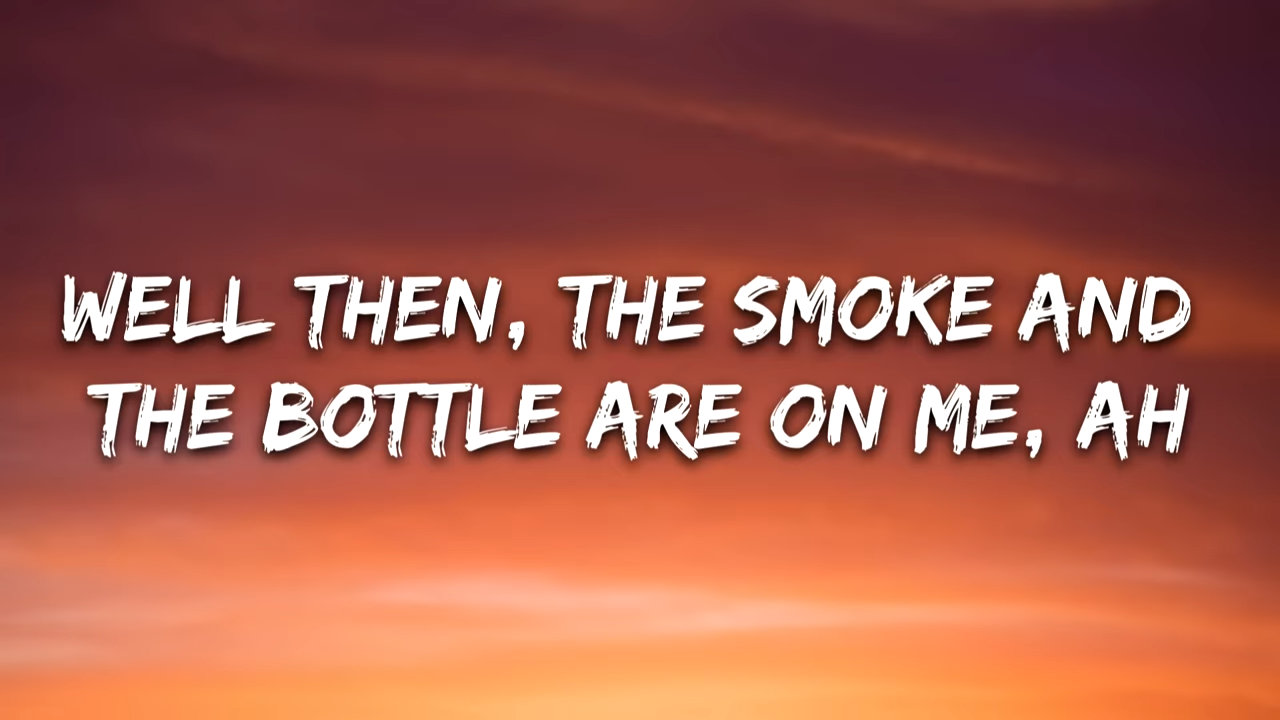 WELL THEN, THE SMOKE AND
THE BOTTLE ARE ON ME, AH